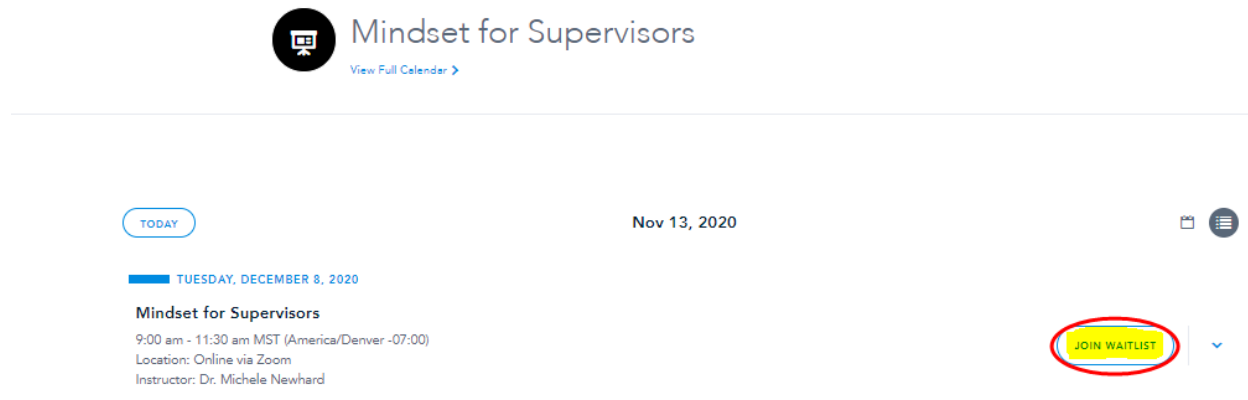 Mindset for Supervisors
View Full Calendar
TODAY
Nov 13, 2020
TUESDAY, DECEMBER 8, 2020
Mindset for Supervisors
9:00 am - 11:30 am MST (America/Denver -07:00)
Location: Online via Zoom
Instructor: Dr. Michele Newhard
JOIN WAITLIST